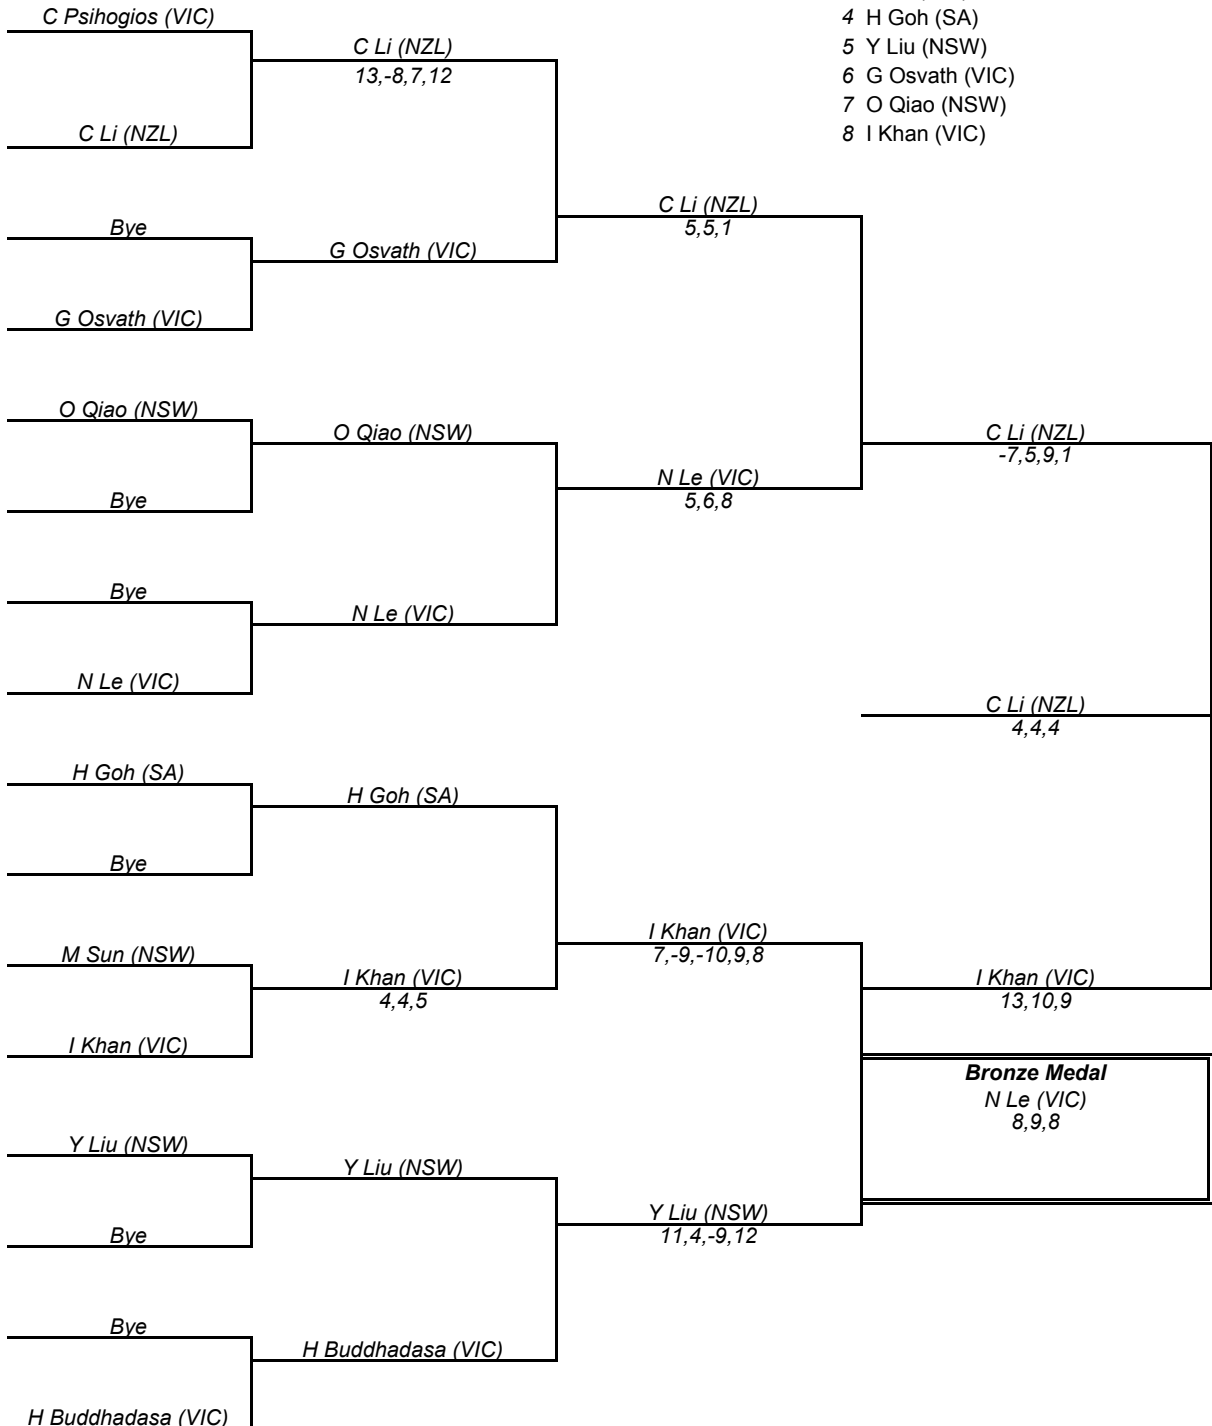 4 H Goh (SA)
5 Y Liu (NSW)
6 G Osvath (VIC)
7 O Qiao (NSW)
8 I Khan (VIC)
C Psihogios (VIC)
C Li (NZL)
13,-8,7,12
C Li (NZL)
C Li (NZL)
5,5,1
Bye
G Osvath (VIC)
G Osvath (VIC)
O Qiao (NSW)
O Qiao (NSW)
C Li (NZL)
-7,5,9,1
N Le (VIC)
5,6,8
Bye
Bye
N Le (VIC)
N Le (VIC)
C Li (NZL)
4,4,4
H Goh (SA)
H Goh (SA)
Bye
I Khan (VIC)
7,-9,-10,9,8
M Sun (NSW)
I Khan (VIC)
4,4,5
I Khan (VIC)
13,10,9
I Khan (VIC)
Bronze Medal
N Le (VIC)
8,9,8
Y Liu (NSW)
Y Liu (NSW)
Y Liu (NSW)
11,4,-9,12
Bye
Bye
H Buddhadasa (VIC)
H Buddhadasa (VIC)